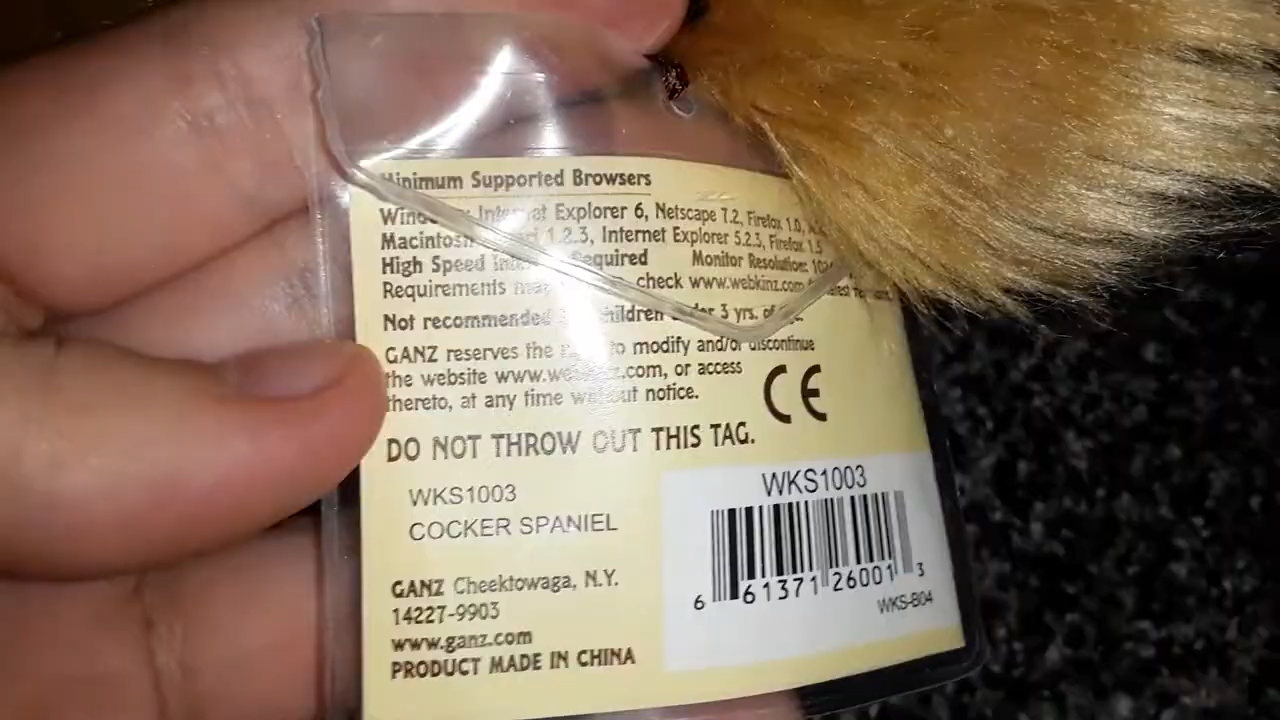 Minimum Supported Browsers
Internet Explorer 6, Netscape 7.2, Firefox 1.0,
Macintosh 1.2.3, Internet Explorer 5.2.3, Firefox 1.5
High Speed Required Monitor Resolution:
Requirements check www.webkinz.com
Not recommended children under 3 yrs. of
GANZ reserves the to modify and/or discontinue
the website www.webkinz.com, or access
thereto, at any time without notice.
CE
DO NOT THROW OUT THIS TAG.
WKS1003
COCKER SPANIEL
WKS1003
6 61371 26001 3
WKS-B04
GANZ Cheektowaga, N.Y.
14227-9903
www.ganz.com
PRODUCT MADE IN CHINA